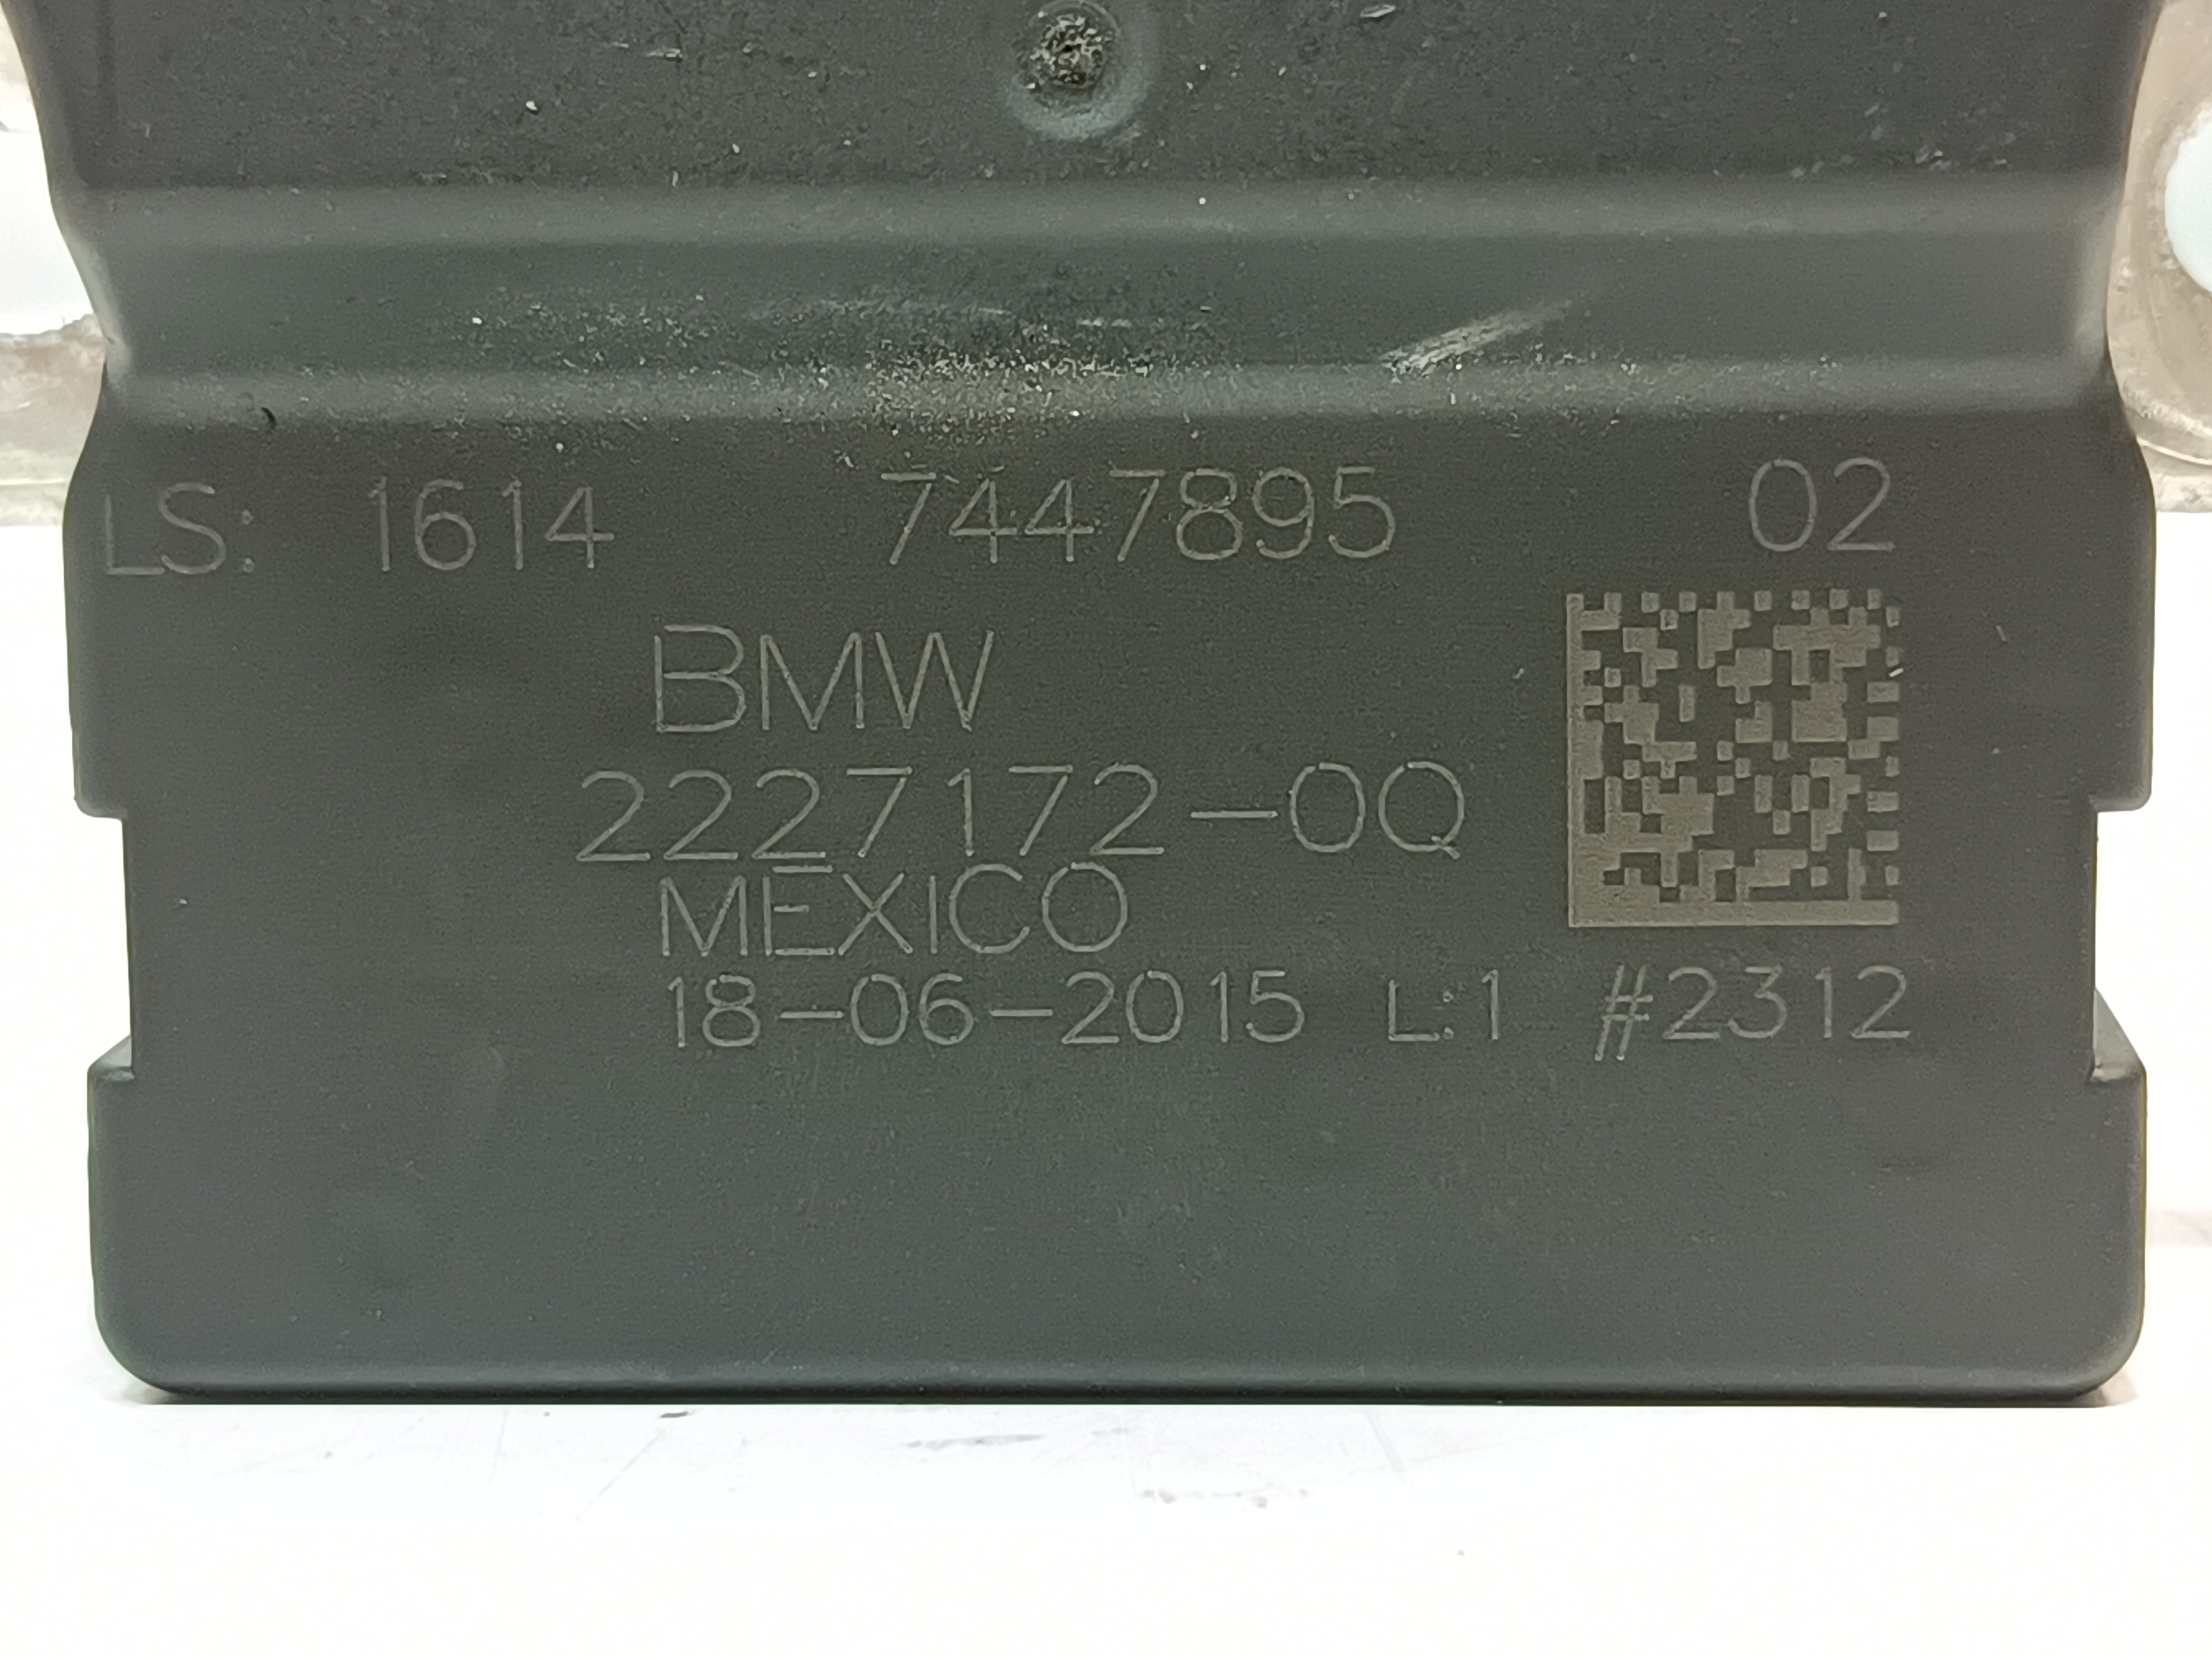 LS: 1614 7447895 02
BMW
2227172-0Q
MEXICO
18-06-2015 L:1 #2312